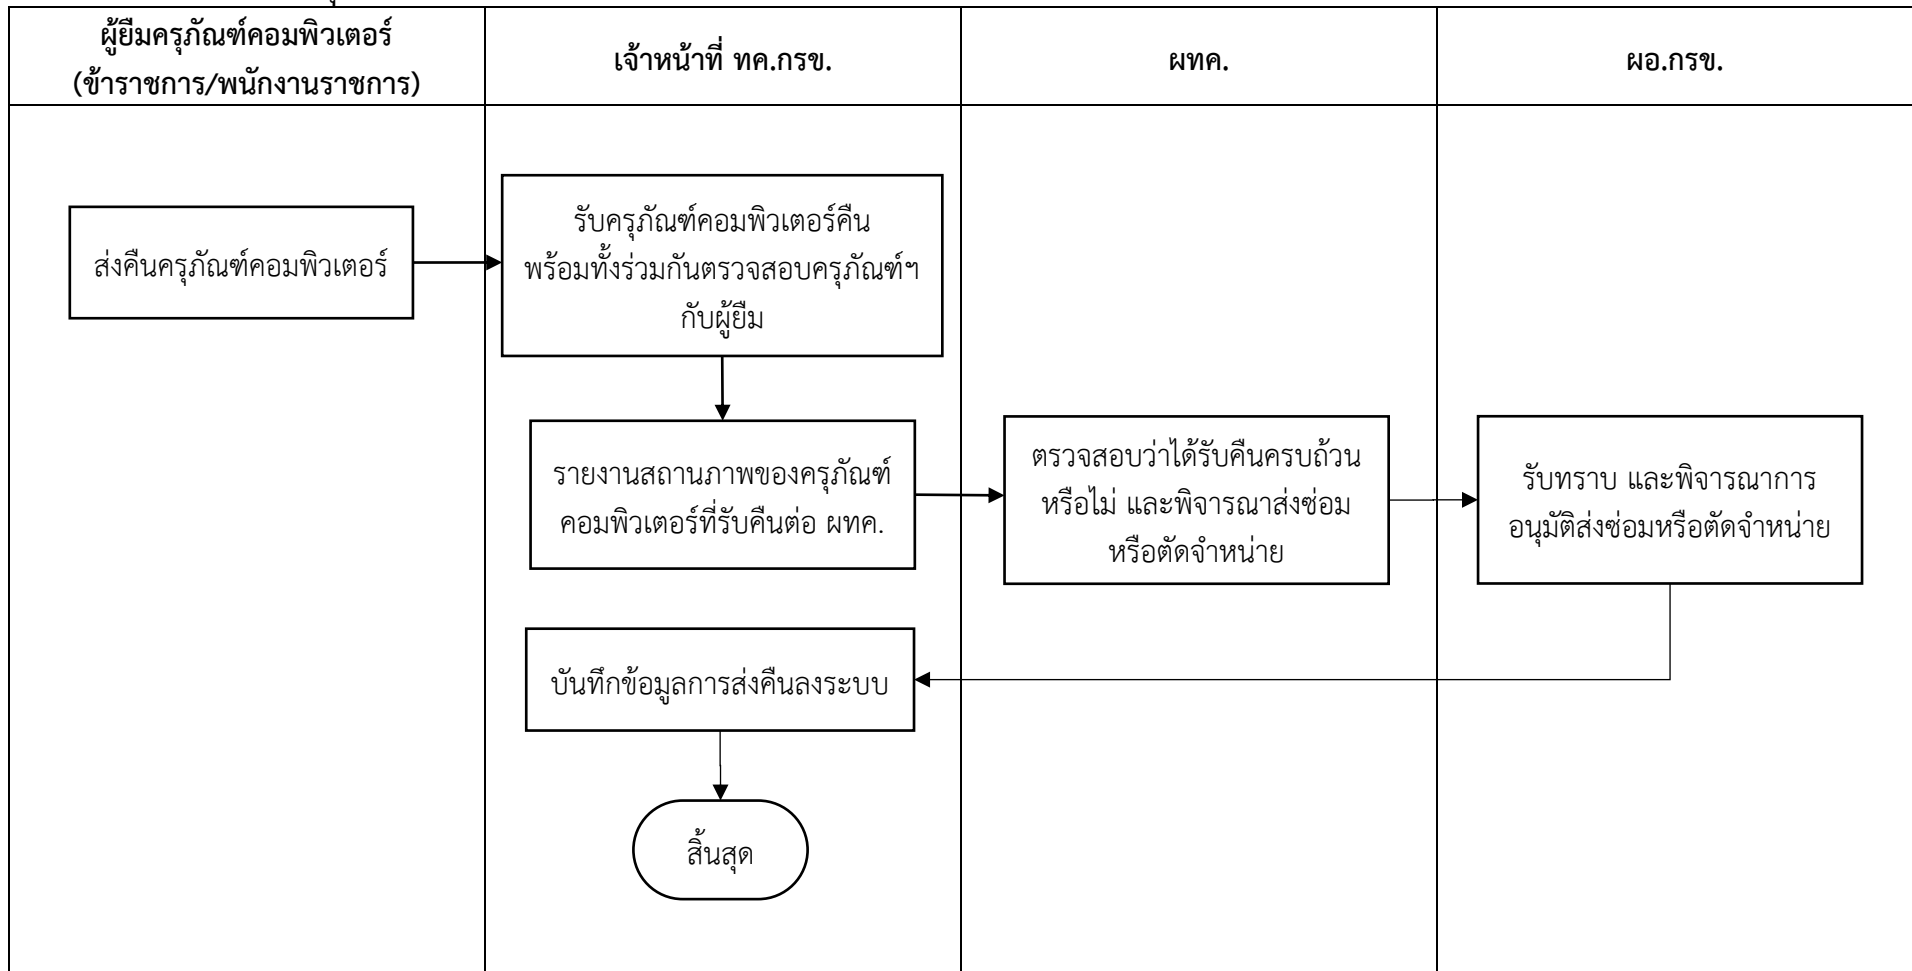 ผู้ยืมครุภัณฑ์คอมพิวเตอร์
(ข้าราชการ/พนักงานราชการ)
เจ้าหน้าที่ ทค.กรข.
ผทค.
ผอ.กรข.
ส่งคืนครุภัณฑ์คอมพิวเตอร์
รับครุภัณฑ์คอมพิวเตอร์คืน
พร้อมทั้งร่วมกันตรวจสอบครุภัณฑ์ฯ
กับผู้ยืม
รายงานสถานภาพของครุภัณฑ์
คอมพิวเตอร์ที่รับคืนต่อ ผทค.
ตรวจสอบว่าได้รับคืนครบถ้วน
หรือไม่ และพิจารณาส่งซ่อม
หรือตัดจำหน่าย
รับทราบ และพิจารณาการ
อนุมัติส่งซ่อมหรือตัดจำหน่าย
บันทึกข้อมูลการส่งคืนลงระบบ
สิ้นสุด